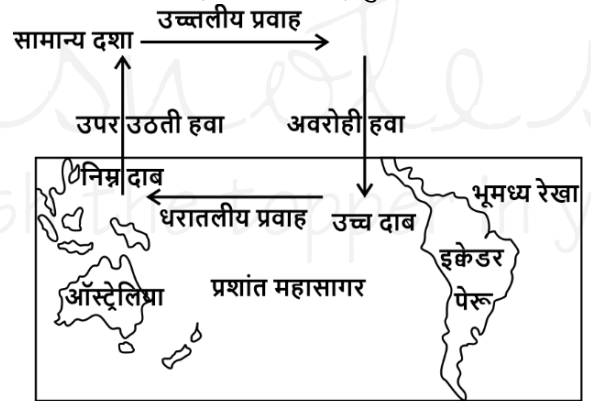 उच्चतलीय प्रवाह
सामान्य दशा
उपर उठती हवा
अवरोही हवा
निम्न दाब
धरातलीय प्रवाह
उच्च दाब
भूमध्य रेखा
इक्वेडर
ऑस्ट्रेलिया
प्रशांत महासागर
पेरू